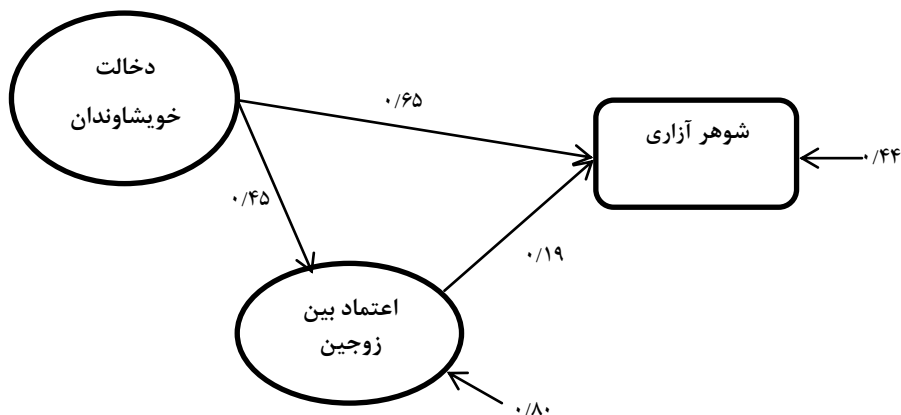 دخالت
خویشاوندان
۰/۶۵
شوهر آزاری
۰/۴۴
۰/۴۵
۰/۱۹
اعتماد بین
زوجین
۰/۸۰